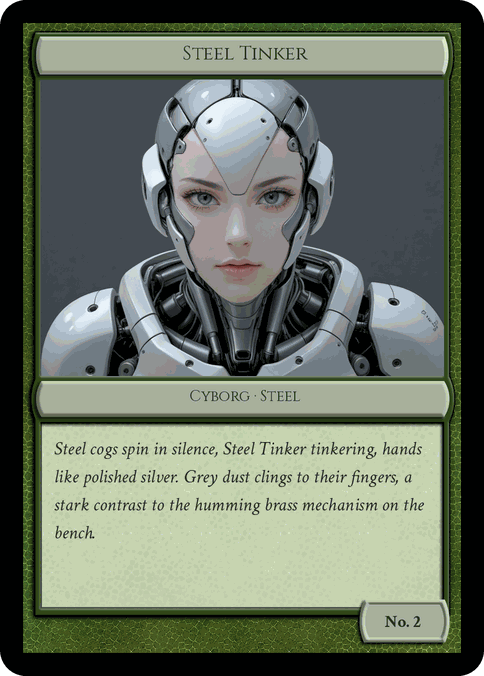 Steel Tinker
Cyborg · Steel
Steel cogs spin in silence, Steel Tinker tinkering, hands
like polished silver. Grey dust clings to their fingers, a
stark contrast to the humming brass mechanism on the
bench.
No. 2